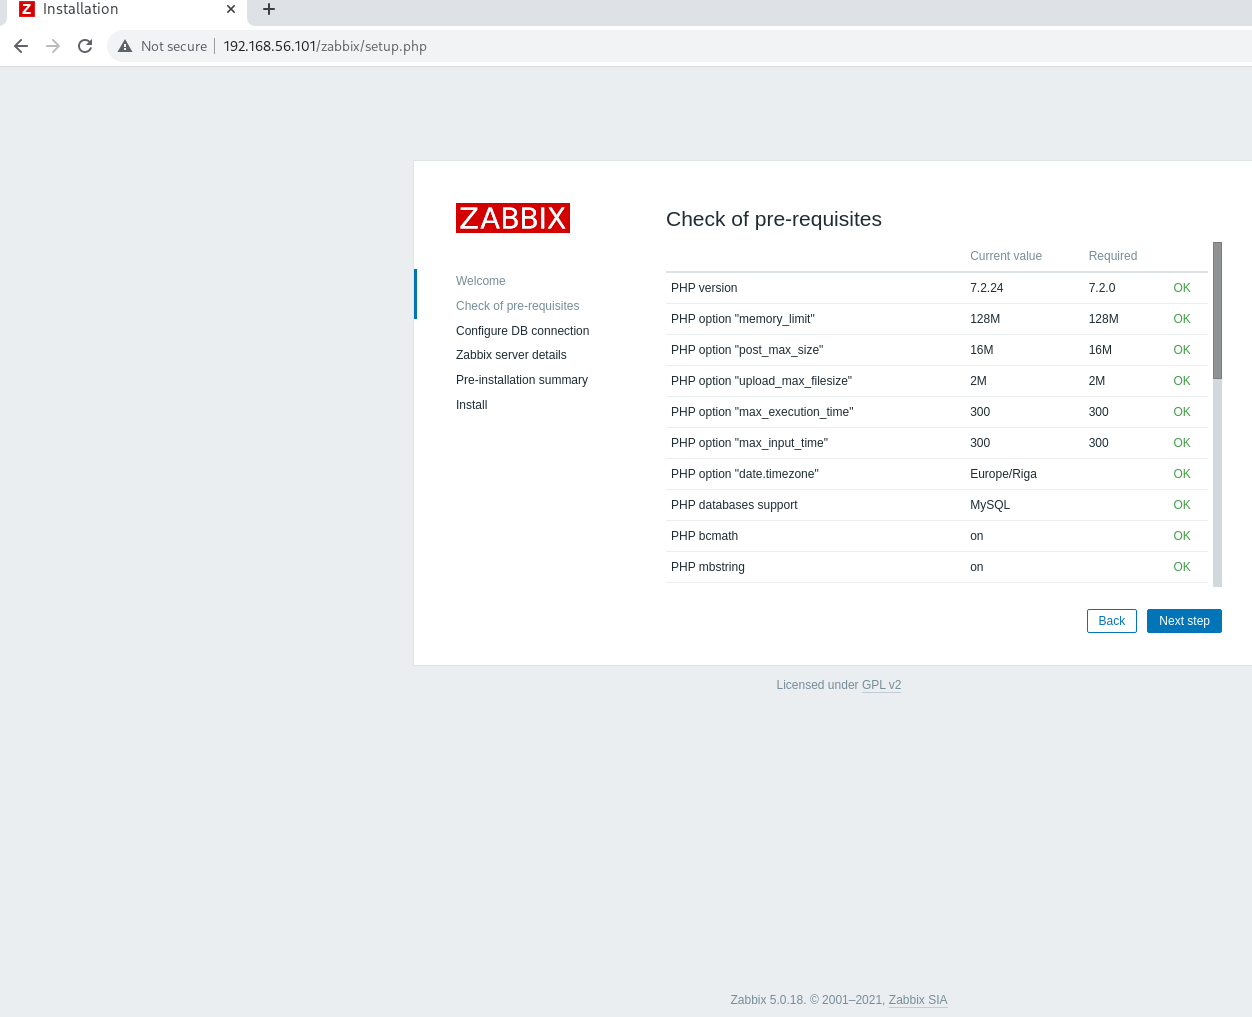 Z Installation
Not secure 192.168.56.101/zabbix/setup.php
ZABBIX
Welcome
Check of pre-requisites
Configure DB connection
Zabbix server details
Pre-installation summary
Install
Check of pre-requisites
Current value Required
PHP version 7.2.24 7.2.0 OK
PHP option "memory_limit" 128M 128M OK
PHP option "post_max_size" 16M 16M OK
PHP option "upload_max_filesize" 2M 2M OK
PHP option "max_execution_time" 300 300 OK
PHP option "max_input_time" 300 300 OK
PHP option "date.timezone" Europe/Riga OK
PHP databases support MySQL OK
PHP bcmath on OK
PHP mbstring on OK
Back Next step
Licensed under GPL v2
Zabbix 5.0.18. © 2001–2021, Zabbix SIA